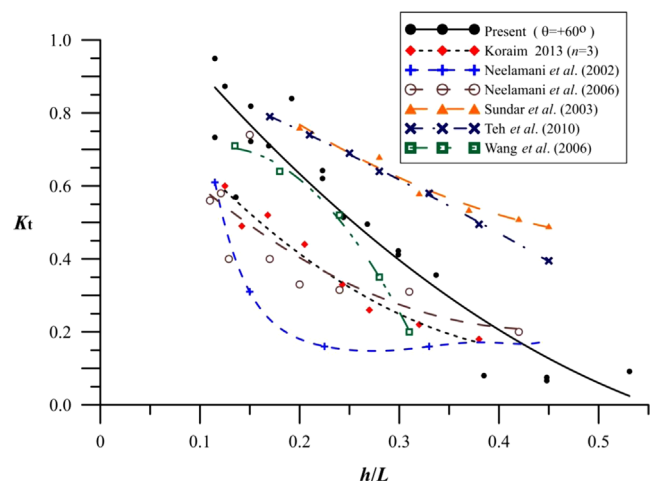 Present ( θ=+60º )
Koraim 2013 (n=3)
Neelamani et al. (2002)
Neelamani et al. (2006)
Sundar et al. (2003)
Teh et al. (2010)
Wang et al. (2006)
1.0
0.8
0.6
Kt
0.4
0.2
0.0
0 0.1 0.2 0.3 0.4 0.5
h/L